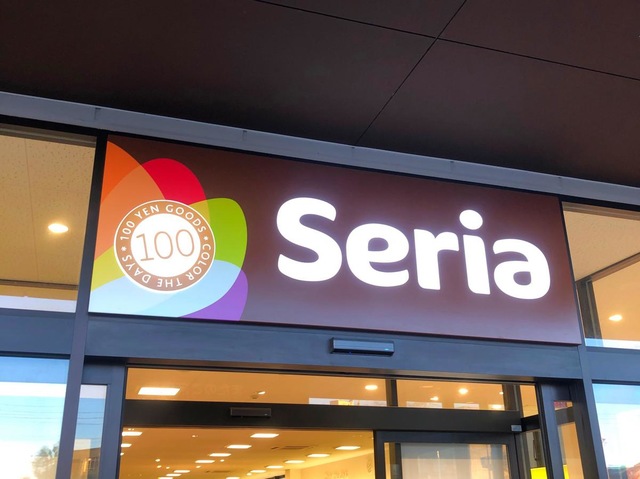 100 YEN GOODS • COLOR THE DAYS •
100
Seria